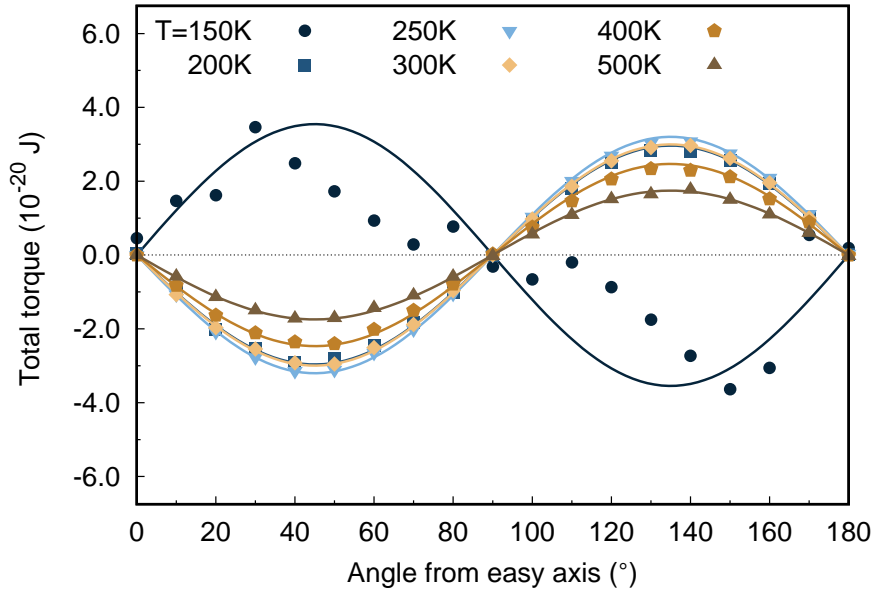 6.0
4.0
2.0
0.0
-2.0
-4.0
-6.0
Total torque (10⁻²⁰ J)
T=150K 250K 400K
200K 300K 500K
0 20 40 60 80 100 120 140 160 180
Angle from easy axis (°)